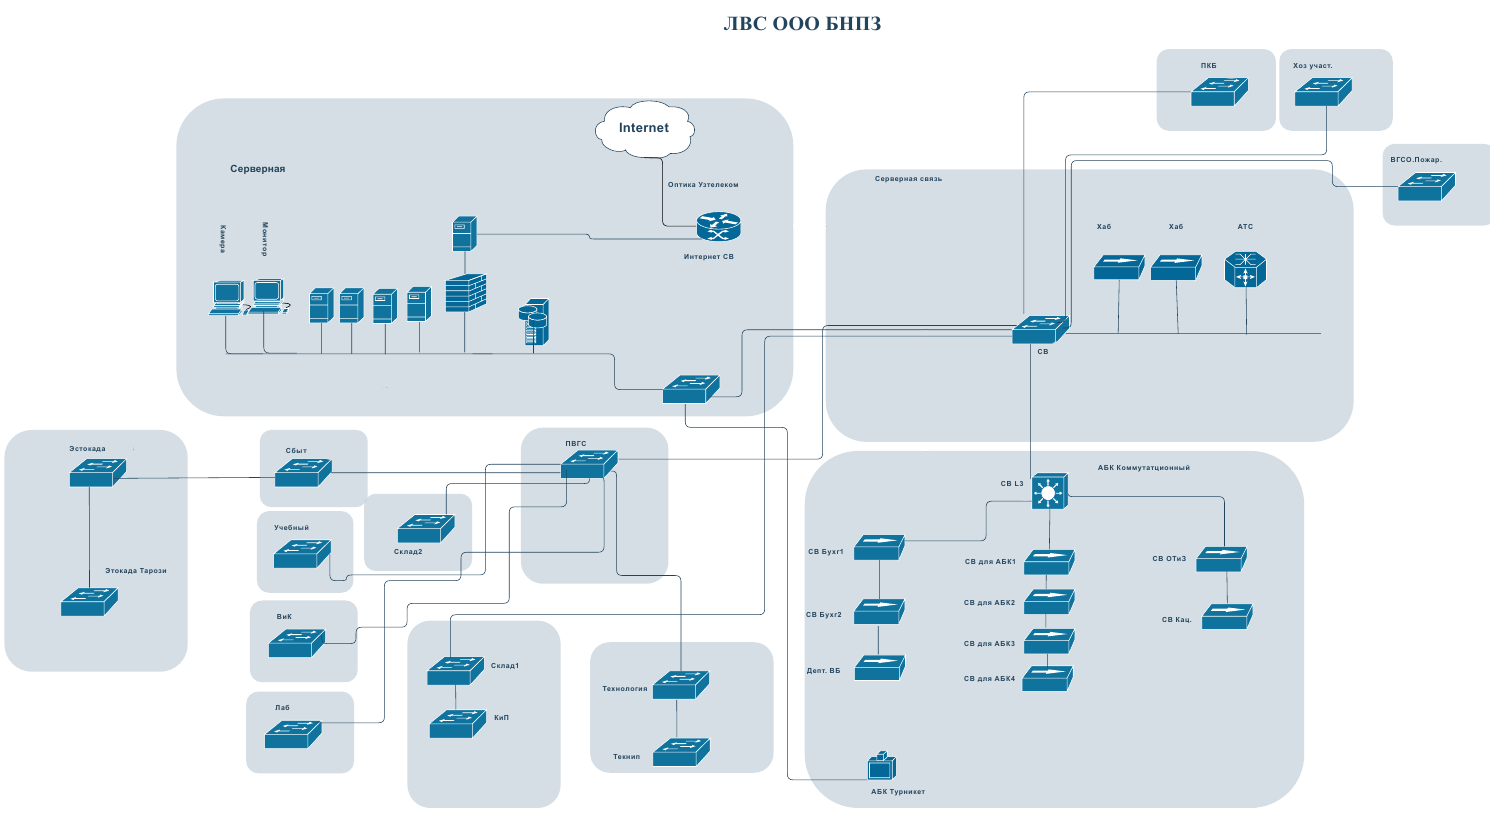 ЛВС ООО БНПЗ
ПКБ
Хоз участ.
Internet
ВГСО.Пожар.
Серверная
Оптика Узтелеком
Серверная связь
Камера
Монитор
Хаб
Хаб
АТС
Интернет СВ
СВ
Эстокада
Сбыт
ПВГС
АБК Коммутационный
СВ L3
Учебный
Склад2
СВ Бухг1
СВ для АБК1
СВ ОТиЗ
Этокада Тарози
СВ для АБК2
ВиК
СВ Бухг2
СВ Кац.
СВ для АБК3
Склад1
Депт. ВБ
СВ для АБК4
Технология
Лаб
КиП
Текнип
АБК Турникет